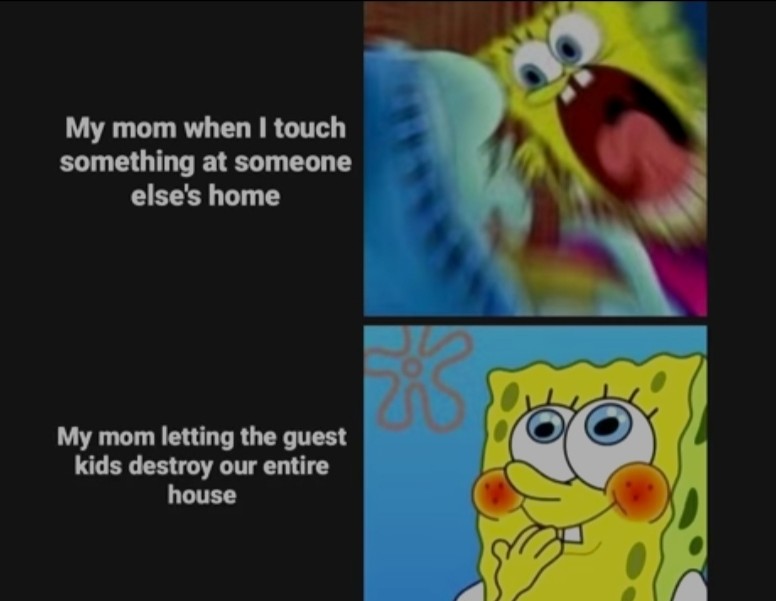 My mom when I touch
something at someone
else's home
My mom letting the guest
kids destroy our entire
house